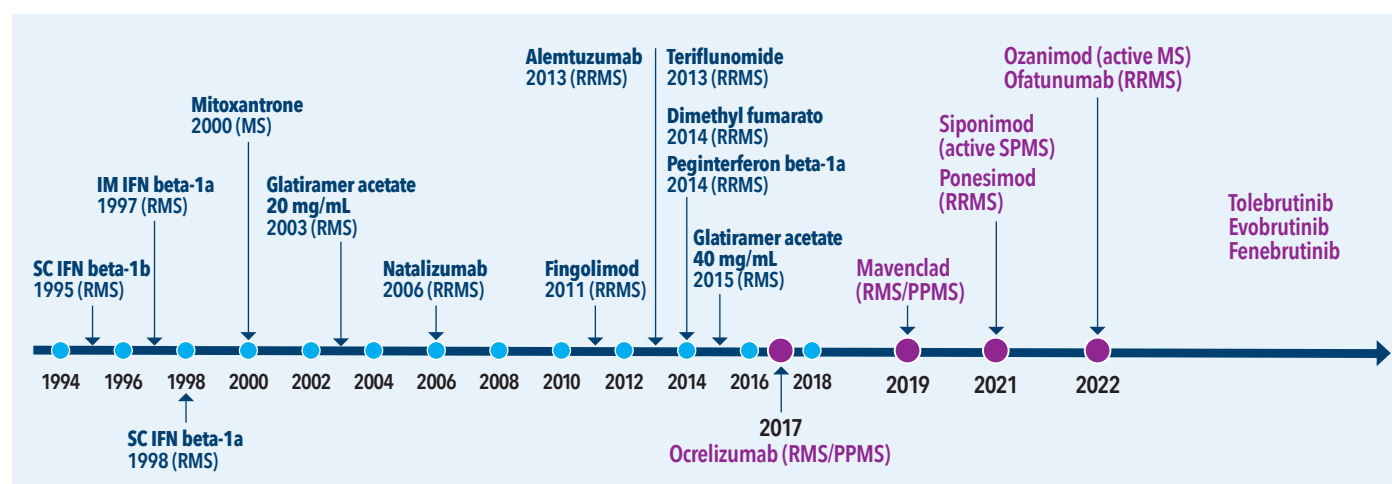 Alemtuzumab
2013 (RRMS)
Teriflunomide
2013 (RRMS)
Ozanimod (active MS)
Ofatunumab (RRMS)
Mitoxantrone
2000 (MS)
Dimethyl fumarato
2014 (RRMS)
Siponimod
(active SPMS)
Peginterferon beta-1a
2014 (RRMS)
Ponesimod
(RRMS)
IM IFN beta-1a
1997 (RMS)
Glatiramer acetate
20 mg/mL
2003 (RMS)
Tolebrutinib
Evobrutinib
Fenebrutinib
Glatiramer acetate
40 mg/mL
2015 (RMS)
SC IFN beta-1b
1995 (RMS)
Natalizumab
2006 (RRMS)
Fingolimod
2011 (RRMS)
Mavenclad
(RMS/PPMS)
1994 1996 1998 2000 2002 2004 2006 2008 2010 2012 2014 2016 2018 2019 2021 2022
2017
Ocrelizumab (RMS/PPMS)
SC IFN beta-1a
1998 (RMS)